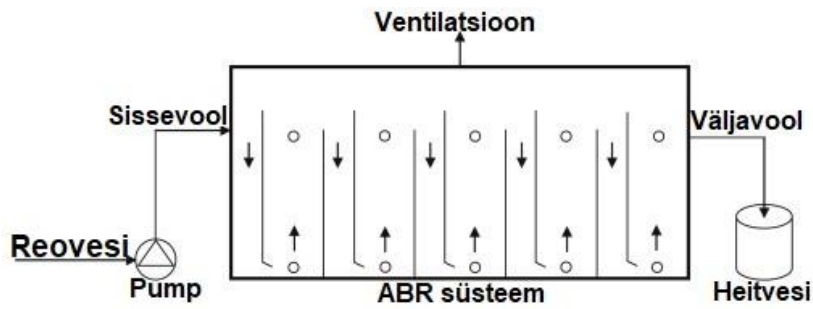 Ventilatsioon
Sissevool
Väljavool
Reovesi
Pump
ABR süsteem
Heitvesi